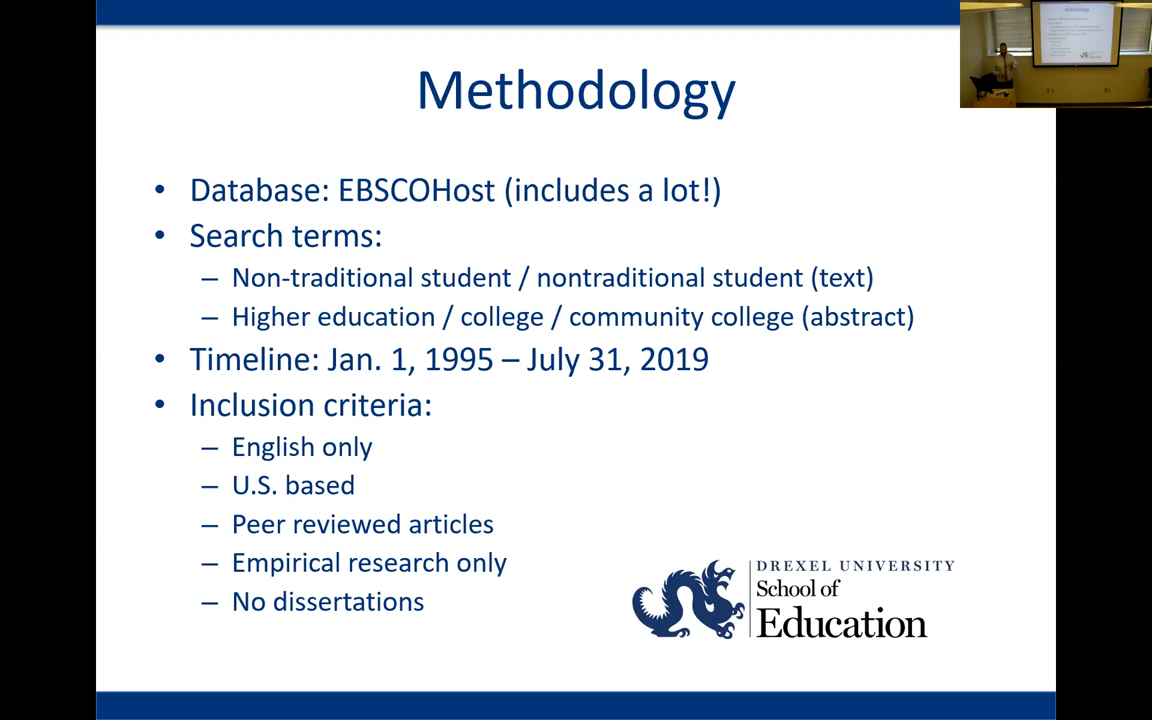 Methodology
• Database: EBSCOHost (includes a lot!)
• Search terms:
– Non-traditional student / nontraditional student (text)
– Higher education / college / community college (abstract)
• Timeline: Jan. 1, 1995 – July 31, 2019
• Inclusion criteria:
– English only
– U.S. based
– Peer reviewed articles
– Empirical research only
– No dissertations
DREXEL UNIVERSITY
School of
Education
Methodology